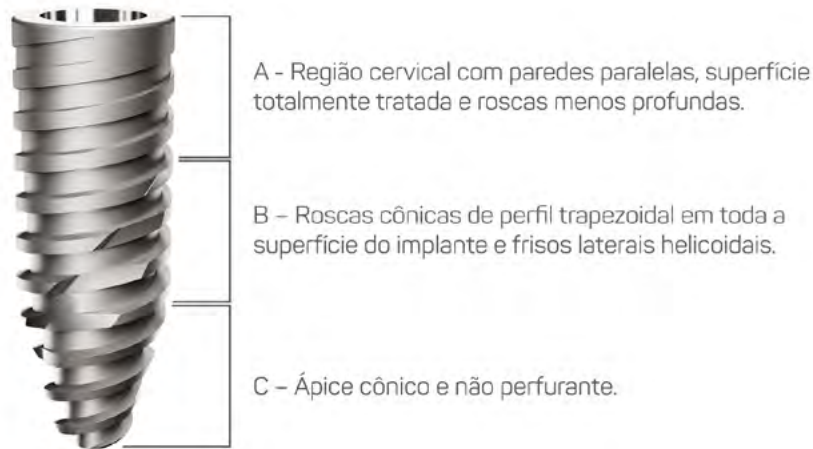 A - Região cervical com paredes paralelas, superfície
totalmente tratada e roscas menos profundas.
B – Roscas cônicas de perfil trapezoidal em toda a
superfície do implante e frisos laterais helicoidais.
C – Ápice cônico e não perfurante.